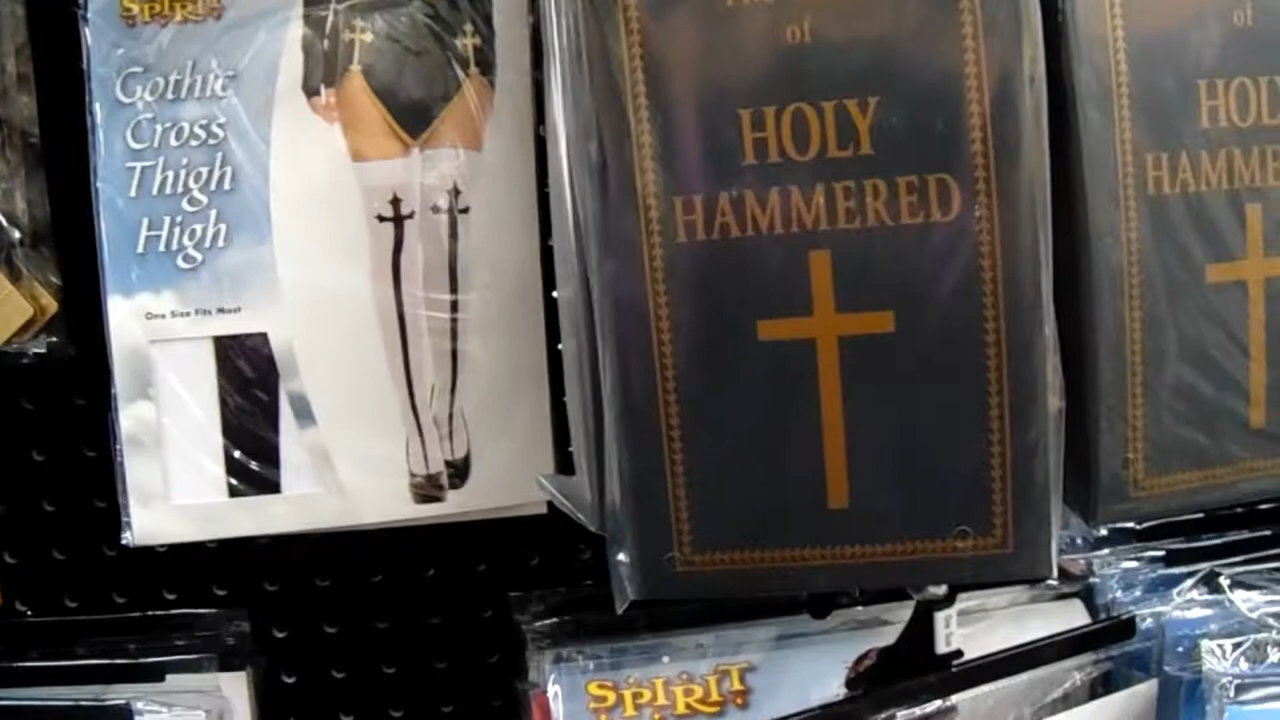 SPIRIT
Gothic
Cross
Thigh
High
One Size Fits Most
of
HOLY
HAMMERED
of
HOLY
HAMMERED
SPIRIT